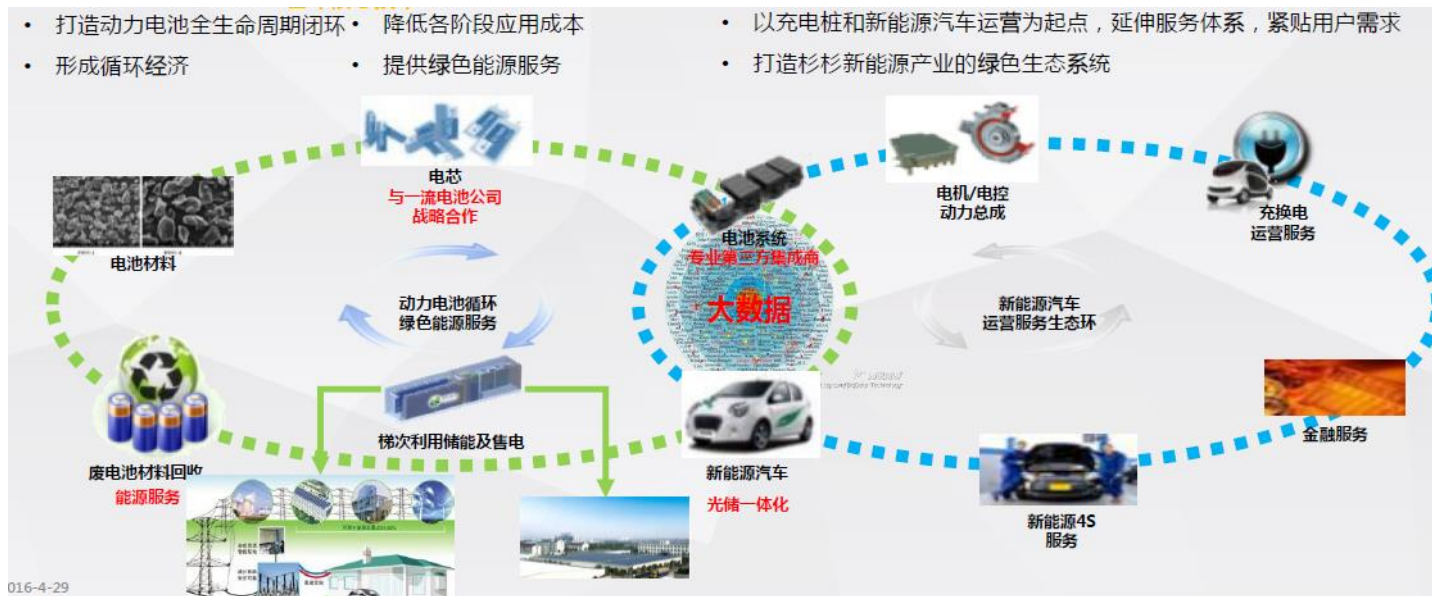 • 打造动力电池全生命周期闭环
• 形成循环经济
• 降低各阶段应用成本
• 提供绿色能源服务
• 以充电桩和新能源汽车运营为起点，延伸服务体系，紧贴用户需求
• 打造杉杉新能源产业的绿色生态系统
电芯
与一流电池公司
战略合作
电池材料
电池系统
专业第三方集成商
大数据
电机/电控
动力总成
充换电
运营服务
动力电池循环
绿色能源服务
新能源汽车
运营服务生态环
梯次利用储能及售电
废电池材料回收
能源服务
新能源汽车
光储一体化
新能源4S
服务
金融服务
016-4-29